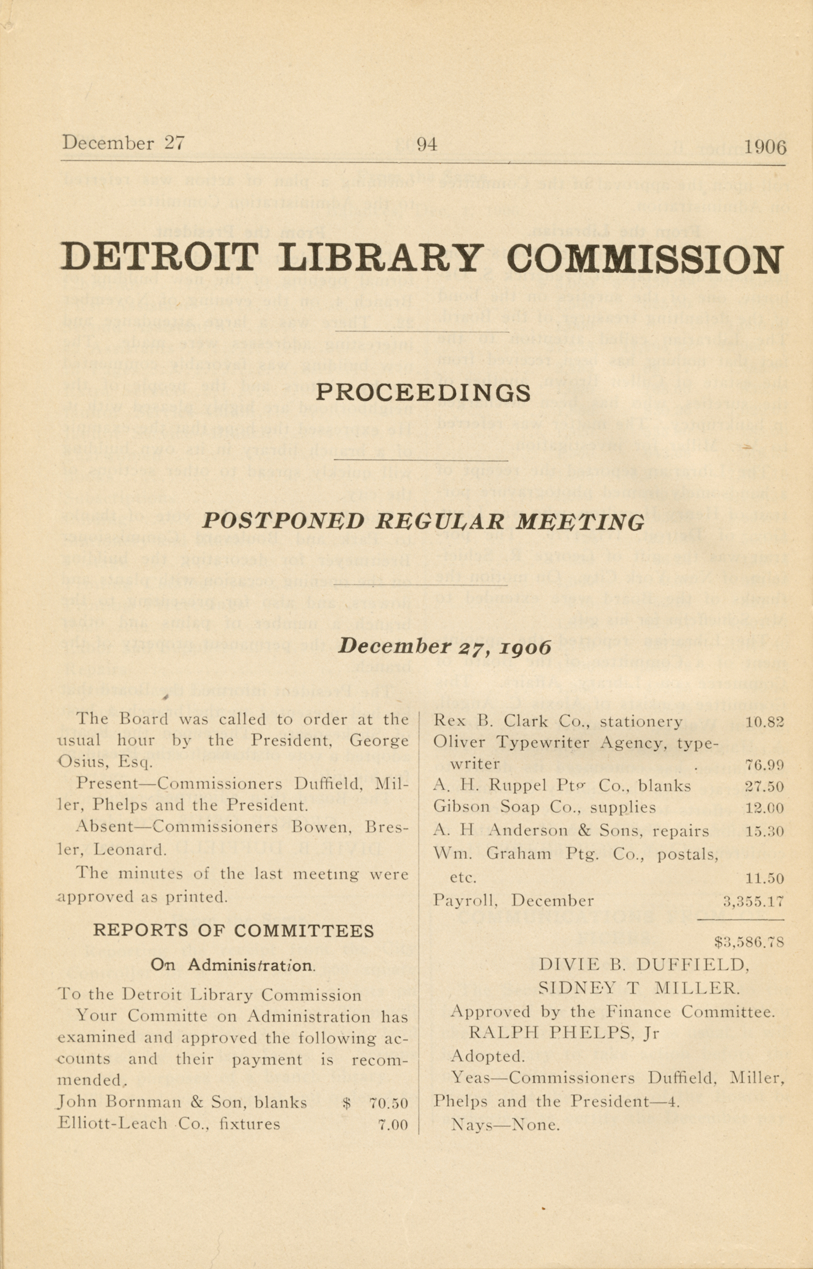 December 27 94 1906
DETROIT LIBRARY COMMISSION
PROCEEDINGS
POSTPONED REGULAR MEETING
December 27, 1906
The Board was called to order at the
usual hour by the President, George
Osius, Esq.
Present—Commissioners Duffield, Mil-
ler, Phelps and the President.
Absent—Commissioners Bowen, Bres-
ler, Leonard.
The minutes of the last meeting were
approved as printed.
REPORTS OF COMMITTEES
On Administration.
To the Detroit Library Commission
Your Committe on Administration has
examined and approved the following ac-
counts and their payment is recom-
mended.
John Bornman & Son, blanks $ 70.50
Elliott-Leach Co., fixtures 7.00
Rex B. Clark Co., stationery 10.82
Oliver Typewriter Agency, type-
writer . 76.99
A. H. Ruppel Ptg Co., blanks 27.50
Gibson Soap Co., supplies 12.00
A. H Anderson & Sons, repairs 15.30
Wm. Graham Ptg. Co., postals,
etc. 11.50
Payroll, December 3,355.17
$3,586.78
DIVIE B. DUFFIELD,
SIDNEY T MILLER.
Approved by the Finance Committee.
RALPH PHELPS, Jr
Adopted.
Yeas—Commissioners Duffield, Miller,
Phelps and the President—4.
Nays—None.